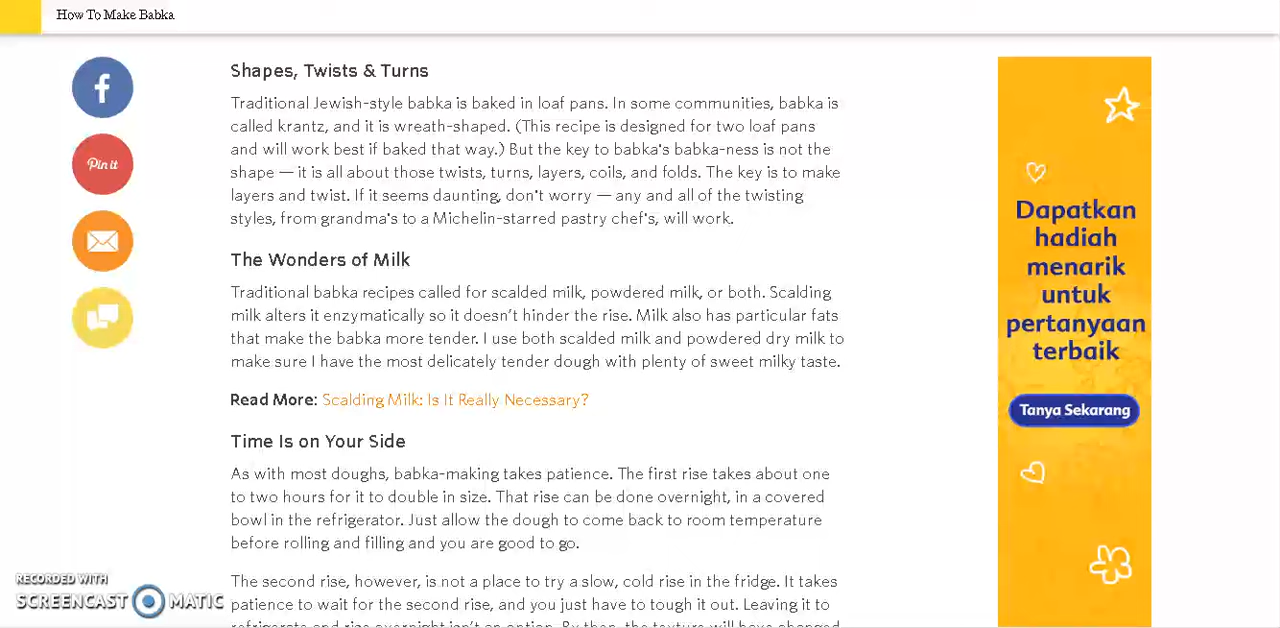 How To Make Babka
Shapes, Twists & Turns
Traditional Jewish-style babka is baked in loaf pans. In some communities, babka is
called krantz, and it is wreath-shaped. (This recipe is designed for two loaf pans
and will work best if baked that way.) But the key to babka's babka-ness is not the
shape — it is all about those twists, turns, layers, coils, and folds. The key is to make
layers and twist. If it seems daunting, don't worry — any and all of the twisting
styles, from grandma's to a Michelin-starred pastry chef's, will work.
The Wonders of Milk
Traditional babka recipes called for scalded milk, powdered milk, or both. Scalding
milk alters it enzymatically so it doesn't hinder the rise. Milk also has particular fats
that make the babka more tender. I use both scalded milk and powdered dry milk to
make sure I have the most delicately tender dough with plenty of sweet milky taste.
Read More: Scalding Milk: Is It Really Necessary?
Time Is on Your Side
As with most doughs, babka-making takes patience. The first rise takes about one
to two hours for it to double in size. That rise can be done overnight, in a covered
bowl in the refrigerator. Just allow the dough to come back to room temperature
before rolling and filling and you are good to go.
The second rise, however, is not a place to try a slow, cold rise in the fridge. It takes
patience to wait for the second rise, and you just have to tough it out. Leaving it to
refrigerate and rise overnight isn't an option. By then, the texture will have changed
f
Pin it
Dapatkan
hadiah
menarik
untuk
pertanyaan
terbaik
Tanya Sekarang
RECORDED WITH
SCREENCAST MATIC